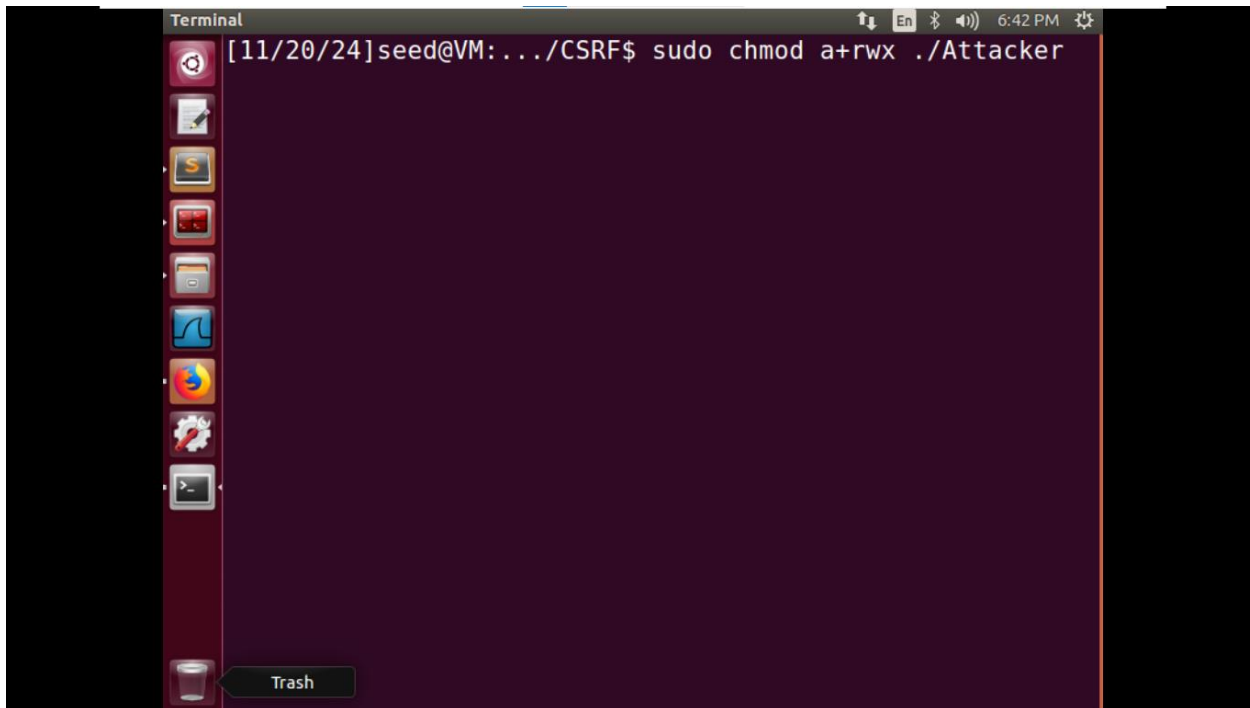 Terminal
En
6:42 PM
[11/20/24]seed@VM:.../CSRF$ sudo chmod a+rwx ./Attacker
S
>_
Trash